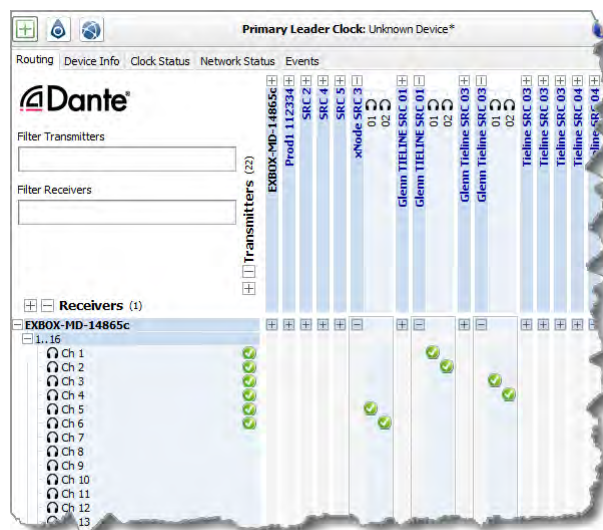 Primary Leader Clock: Unknown Device*
Routing Device Info Clock Status Network Status Events
Dante®
Filter Transmitters
Filter Receivers
Transmitters (22)
EXBOX-MD-14865c
Prod1 112334
SRC 2
SRC 4
SRC 5
xNode SRC 3
01
02
Glenn TIELINE SRC 01
Glenn TIELINE SRC 01
01
02
Glenn TIELINE SRC 03
Glenn TIELINE SRC 03
01
02
Tieline SRC 03
Tieline SRC 03
Tieline SRC 03
Tieline SRC 04
SRC 04
Receivers (1)
EXBOX-MD-14865c
1..16
Ch 1
Ch 2
Ch 3
Ch 4
Ch 5
Ch 6
Ch 7
Ch 8
Ch 9
Ch 10
Ch 11
Ch 12
13